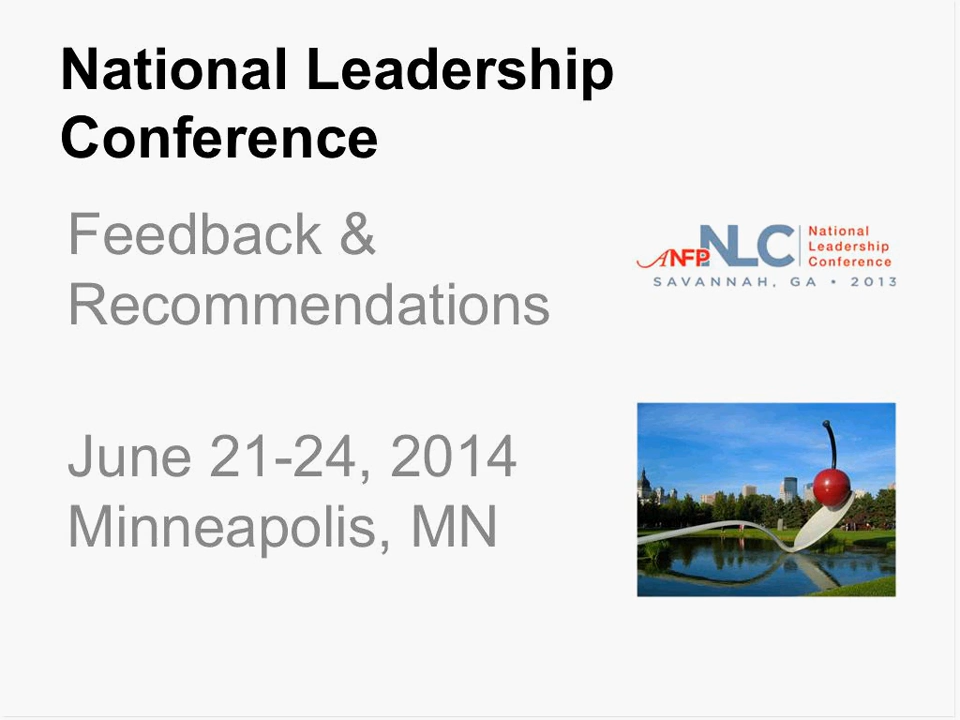 National Leadership
Conference
Feedback &
Recommendations
ANFP NLC National
Leadership
Conference
SAVANNAH, GA • 2013
June 21-24, 2014
Minneapolis, MN